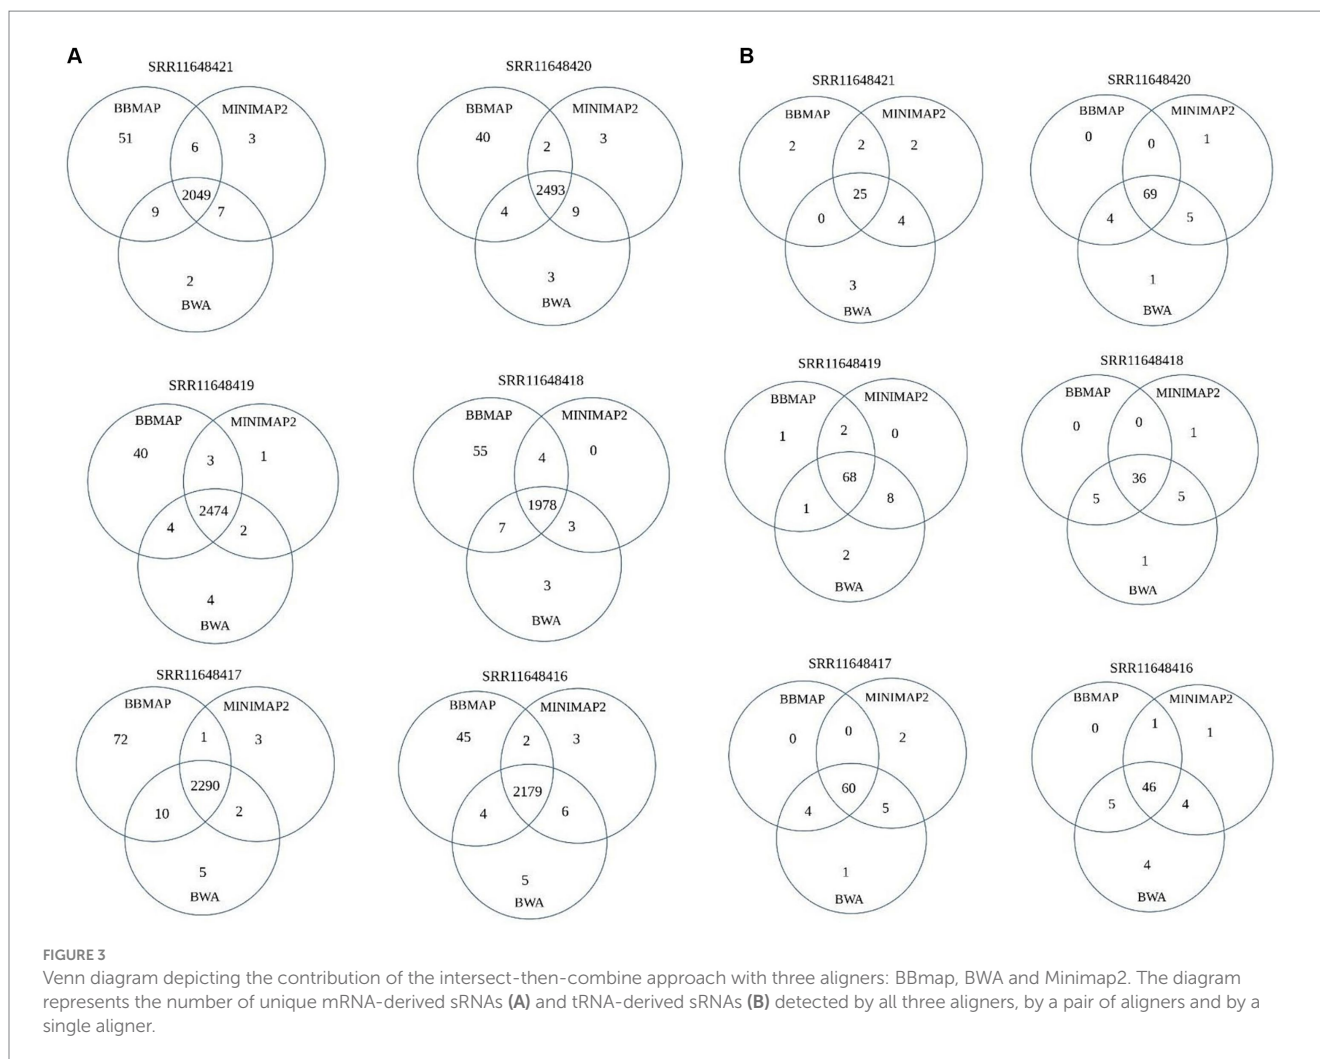 A
B
SRR11648421
BBMAP
MINIMAP2
51
6
3
2049
9
7
2
BWA
SRR11648420
BBMAP
MINIMAP2
40
2
3
2493
4
9
3
BWA
SRR11648421
BBMAP
MINIMAP2
2
2
2
25
0
4
3
BWA
SRR11648420
BBMAP
MINIMAP2
0
0
1
69
4
5
1
BWA
SRR11648419
BBMAP
MINIMAP2
40
3
1
2474
4
2
4
BWA
SRR11648418
BBMAP
MINIMAP2
55
4
0
1978
7
3
3
BWA
SRR11648419
BBMAP
MINIMAP2
1
2
0
68
1
8
2
BWA
SRR11648418
BBMAP
MINIMAP2
0
0
1
36
5
5
1
BWA
SRR11648417
BBMAP
MINIMAP2
72
1
3
2290
10
2
5
BWA
SRR11648416
BBMAP
MINIMAP2
45
2
3
2179
4
6
5
BWA
SRR11648417
BBMAP
MINIMAP2
0
0
2
60
4
5
1
BWA
SRR11648416
BBMAP
MINIMAP2
0
1
1
46
5
4
4
BWA
FIGURE 3
Venn diagram depicting the contribution of the intersect-then-combine approach with three aligners: BBmap, BWA and Minimap2. The diagram
represents the number of unique mRNA-derived sRNAs (A) and tRNA-derived sRNAs (B) detected by all three aligners, by a pair of aligners and by a
single aligner.